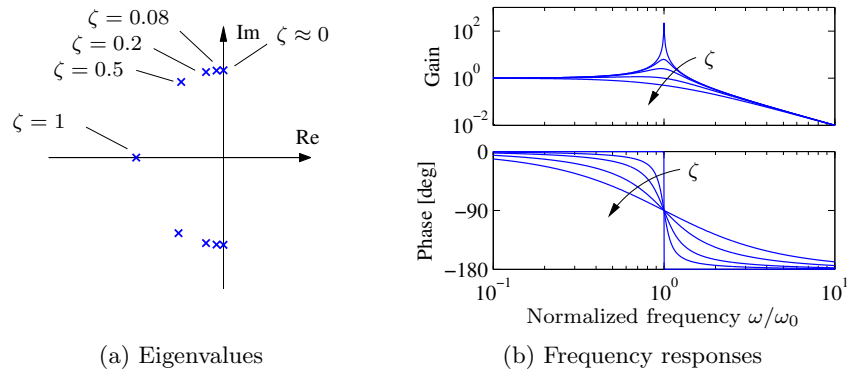 ζ = 0.08
ζ = 0.2
ζ = 0.5
ζ = 1
Im
ζ ≈ 0
Re
(a) Eigenvalues
10^2
10^0
10^−2
Gain
ζ
0
−90
−180
Phase [deg]
ζ
10^−1
10^0
10^1
Normalized frequency ω/ω_0
(b) Frequency responses